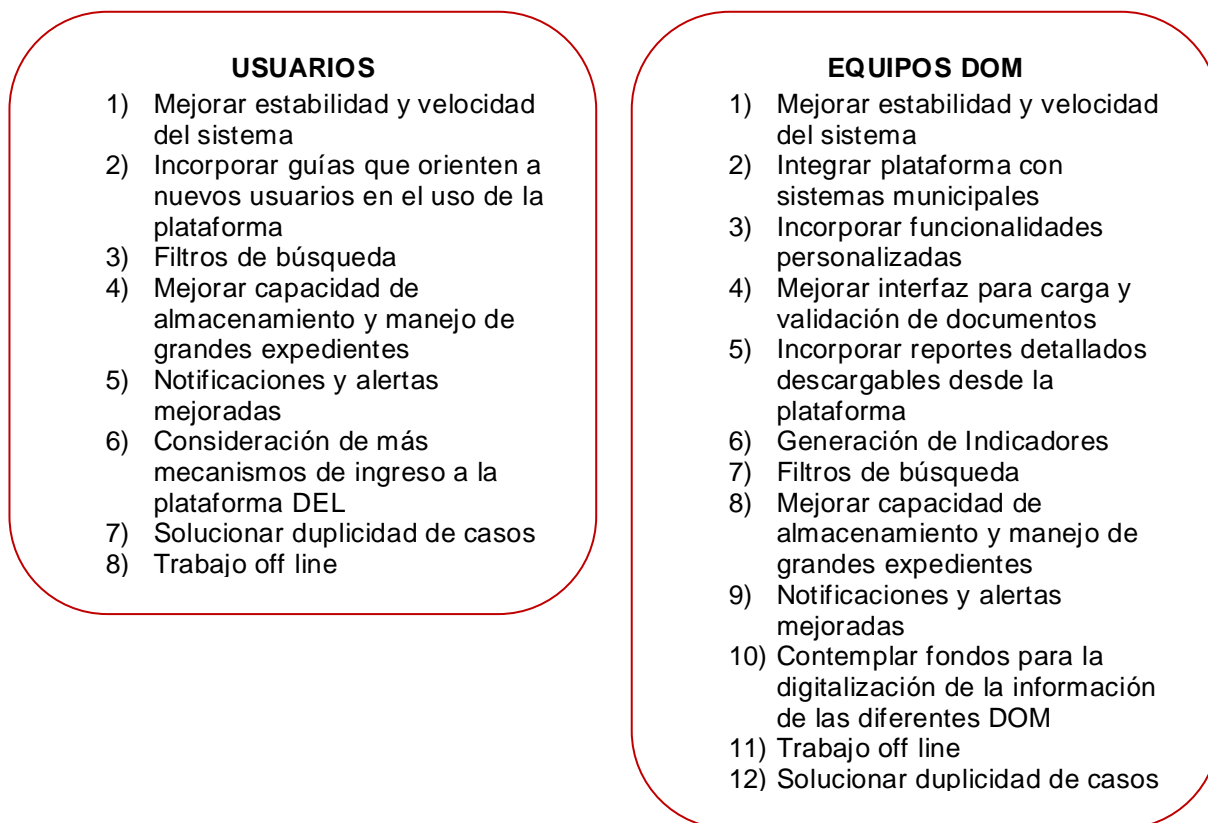 USUARIOS
1) Mejorar estabilidad y velocidad
del sistema
2) Incorporar guías que orienten a
nuevos usuarios en el uso de la
plataforma
3) Filtros de búsqueda
4) Mejorar capacidad de
almacenamiento y manejo de
grandes expedientes
5) Notificaciones y alertas
mejoradas
6) Consideración de más
mecanismos de ingreso a la
plataforma DEL
7) Solucionar duplicidad de casos
8) Trabajo off line
EQUIPOS DOM
1) Mejorar estabilidad y velocidad
del sistema
2) Integrar plataforma con
sistemas municipales
3) Incorporar funcionalidades
personalizadas
4) Mejorar interfaz para carga y
validación de documentos
5) Incorporar reportes detallados
descargables desde la
plataforma
6) Generación de Indicadores
7) Filtros de búsqueda
8) Mejorar capacidad de
almacenamiento y manejo de
grandes expedientes
9) Notificaciones y alertas
mejoradas
10) Contemplar fondos para la
digitalización de la información
de las diferentes DOM
11) Trabajo off line
12) Solucionar duplicidad de casos